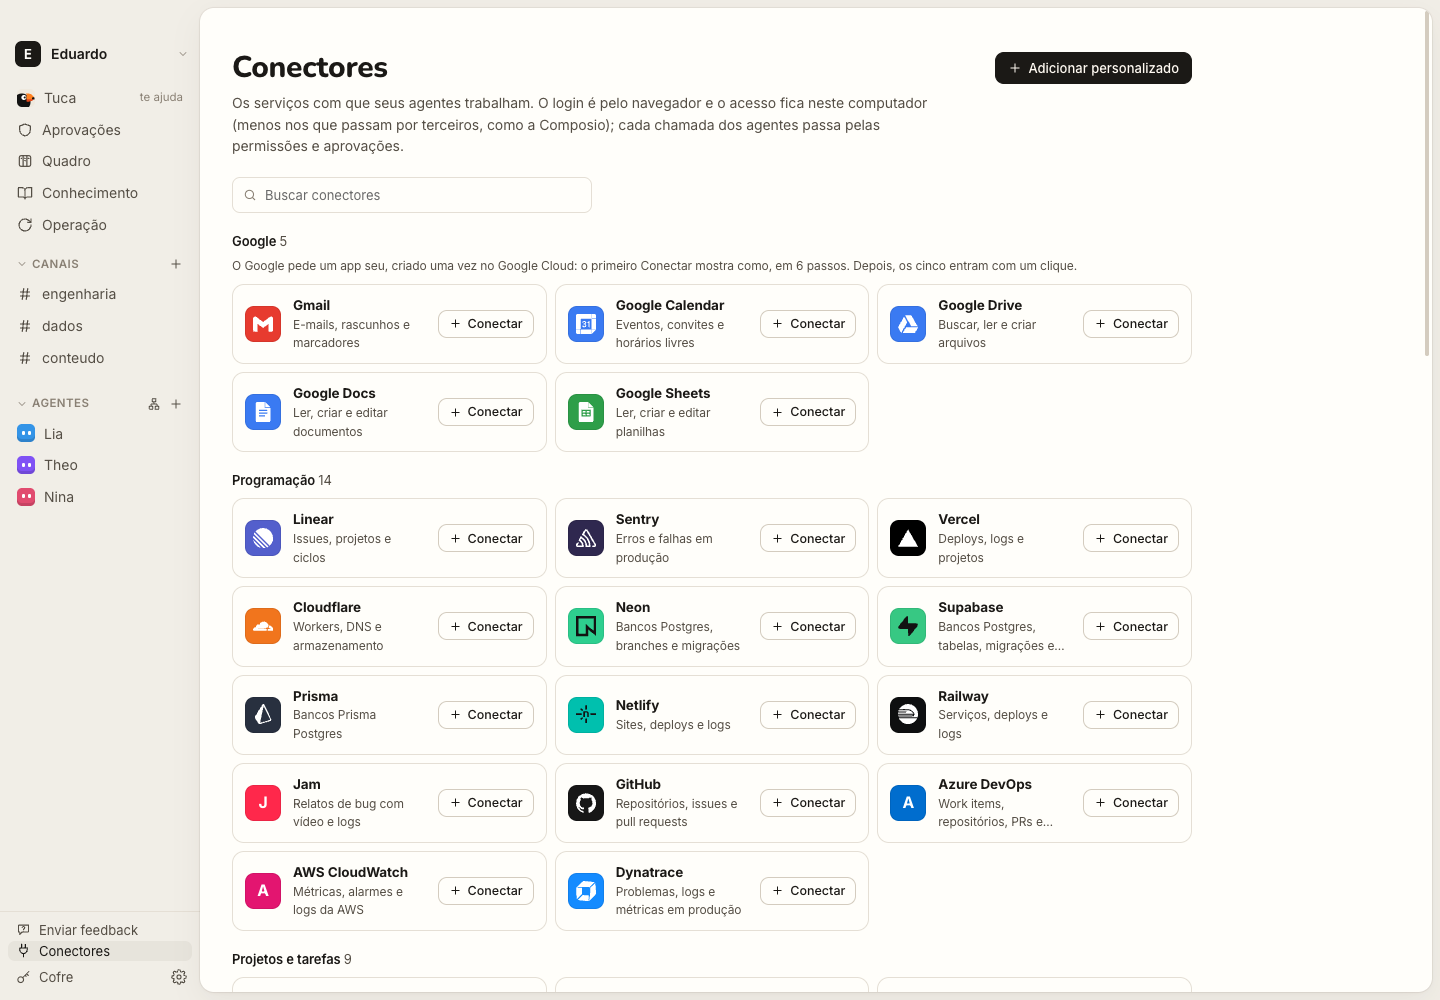 E
Eduardo
Tuca
te ajuda
Aprovações
Quadro
Conhecimento
Operação
CANAIS
engenharia
dados
conteudo
AGENTES
Lia
Theo
Nina
Enviar feedback
Conectores
Cofre
Conectores
+ Adicionar personalizado
Os serviços com que seus agentes trabalham. O login é pelo navegador e o acesso fica neste computador
(menos nos que passam por terceiros, como a Composio); cada chamada dos agentes passa pelas
permissões e aprovações.
Buscar conectores
Google 5
O Google pede um app seu, criado uma vez no Google Cloud: o primeiro Conectar mostra como, em 6 passos. Depois, os cinco entram com um clique.
Gmail
E-mails, rascunhos e
marcadores
+ Conectar
31
Google Calendar
Eventos, convites e
horários livres
+ Conectar
Google Drive
Buscar, ler e criar
arquivos
+ Conectar
Google Docs
Ler, criar e editar
documentos
+ Conectar
Google Sheets
Ler, criar e editar
planilhas
+ Conectar
Programação 14
Linear
Issues, projetos e
ciclos
+ Conectar
Sentry
Erros e falhas em
produção
+ Conectar
Vercel
Deploys, logs e
projetos
+ Conectar
Cloudflare
Workers, DNS e
armazenamento
+ Conectar
Neon
Bancos Postgres,
branches e migrações
+ Conectar
Supabase
Bancos Postgres,
tabelas, migrações e...
+ Conectar
Prisma
Bancos Prisma
Postgres
+ Conectar
Netlify
Sites, deploys e logs
+ Conectar
Railway
Serviços, deploys e
logs
+ Conectar
J
Jam
Relatos de bug com
vídeo e logs
+ Conectar
GitHub
Repositórios, issues e
pull requests
+ Conectar
A
Azure DevOps
Work items,
repositórios, PRs e...
+ Conectar
A
AWS CloudWatch
Métricas, alarmes e
logs da AWS
+ Conectar
Dynatrace
Problemas, logs e
métricas em produção
+ Conectar
Projetos e tarefas 9